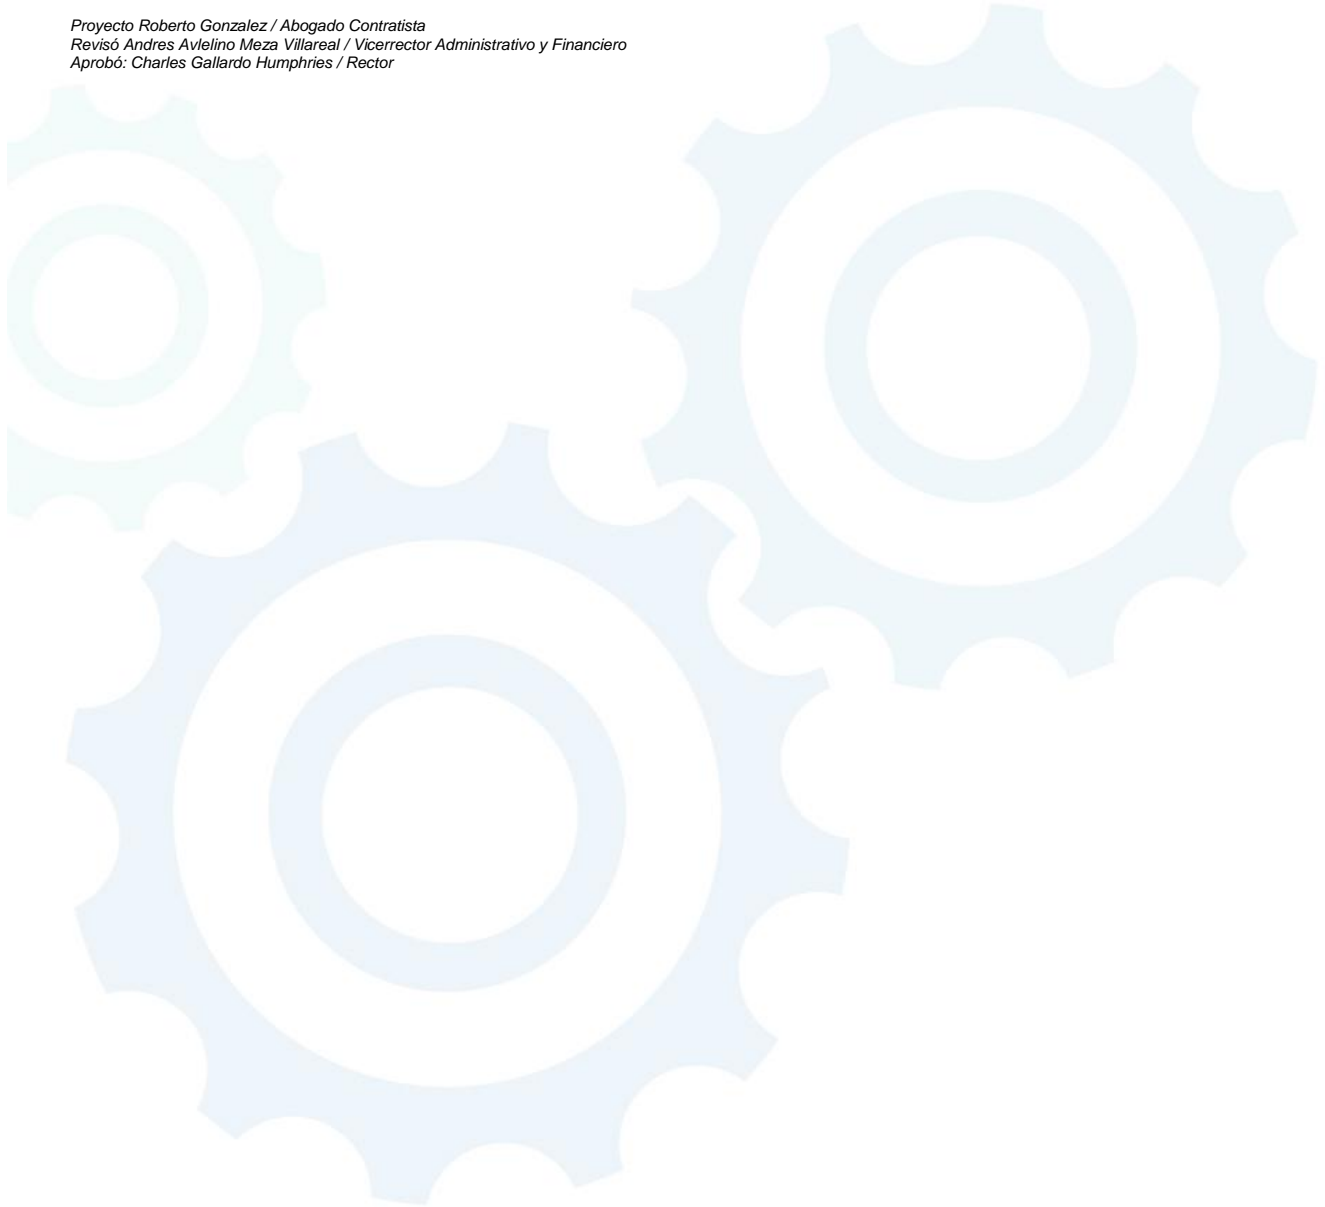 Proyecto Roberto Gonzalez / Abogado Contratista
Revisó Andres Avlelino Meza Villareal / Vicerrector Administrativo y Financiero
Aprobó: Charles Gallardo Humphries / Rector